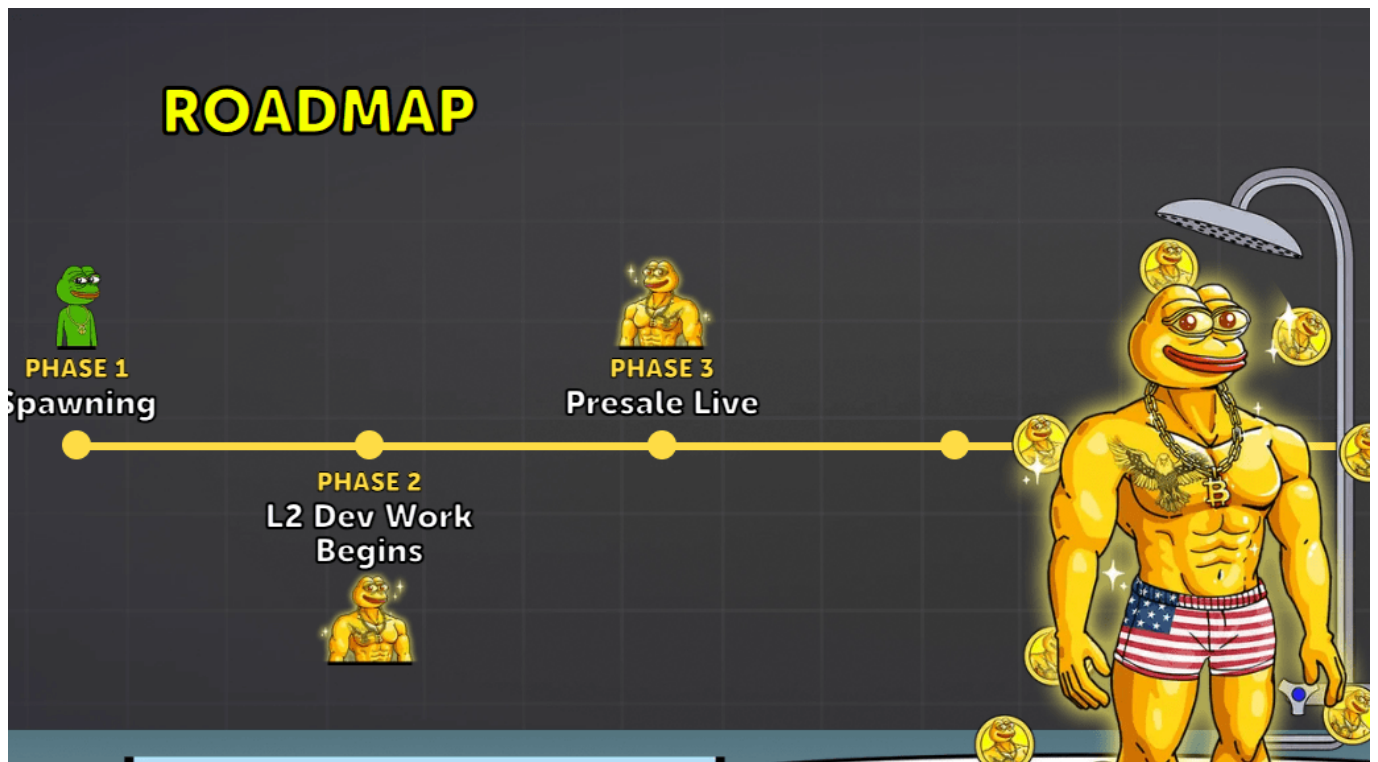 ROADMAP
PHASE 1
Spawning
PHASE 2
L2 Dev Work
Begins
PHASE 3
Presale Live